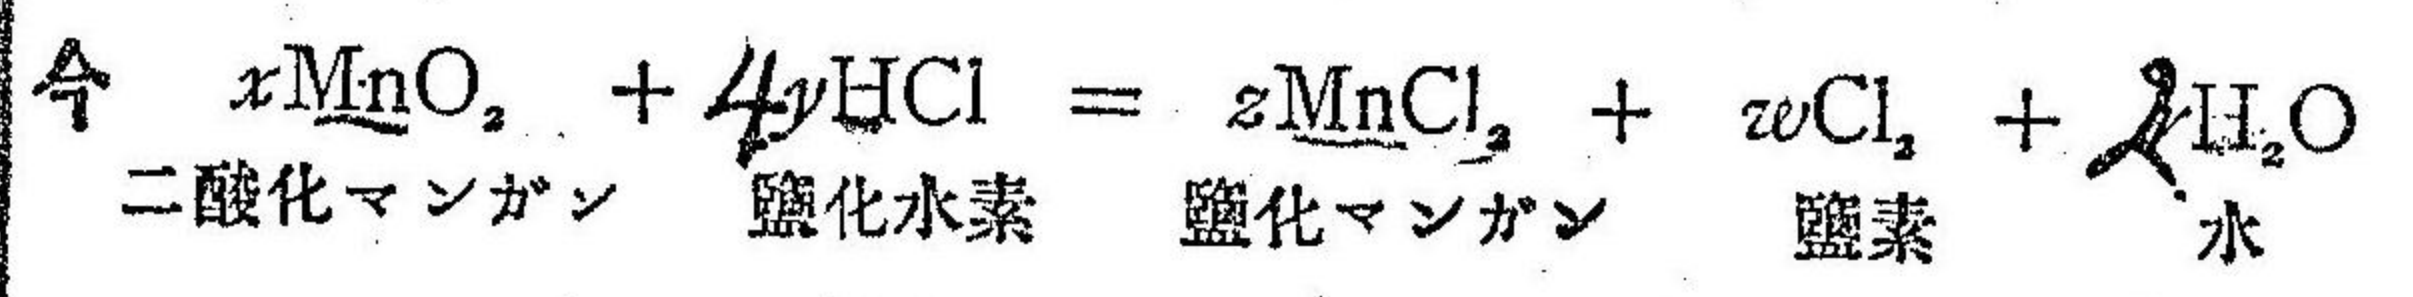 今 xMnO₂ + 4yHCl = zMnCl₂ + wCl₂ + 2H₂O
二酸化マンガン 鹽化水素 鹽化マンガン 鹽素 水